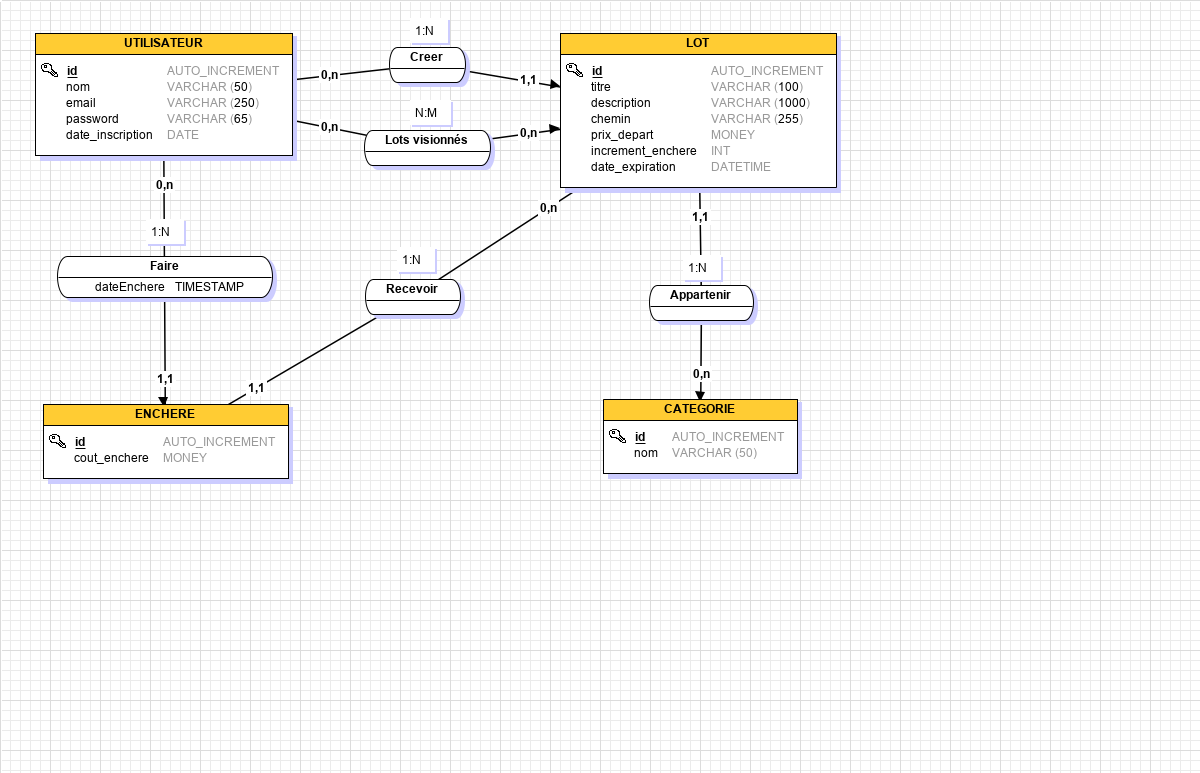 UTILISATEUR
id AUTO_INCREMENT
nom VARCHAR (50)
email VARCHAR (250)
password VARCHAR (65)
date_inscription DATE
1:N
Creer
0,n
1,1
N:M
Lots visionnés
0,n
0,n
LOT
id AUTO_INCREMENT
titre VARCHAR (100)
description VARCHAR (1000)
chemin VARCHAR (255)
prix_depart MONEY
increment_enchere INT
date_expiration DATETIME
0,n
1:N
Faire
dateEnchere TIMESTAMP
1,1
0,n
1:N
Recevoir
1,1
1,1
1:N
Appartenir
0,n
ENCHERE
id AUTO_INCREMENT
cout_enchere MONEY
CATEGORIE
id AUTO_INCREMENT
nom VARCHAR (50)